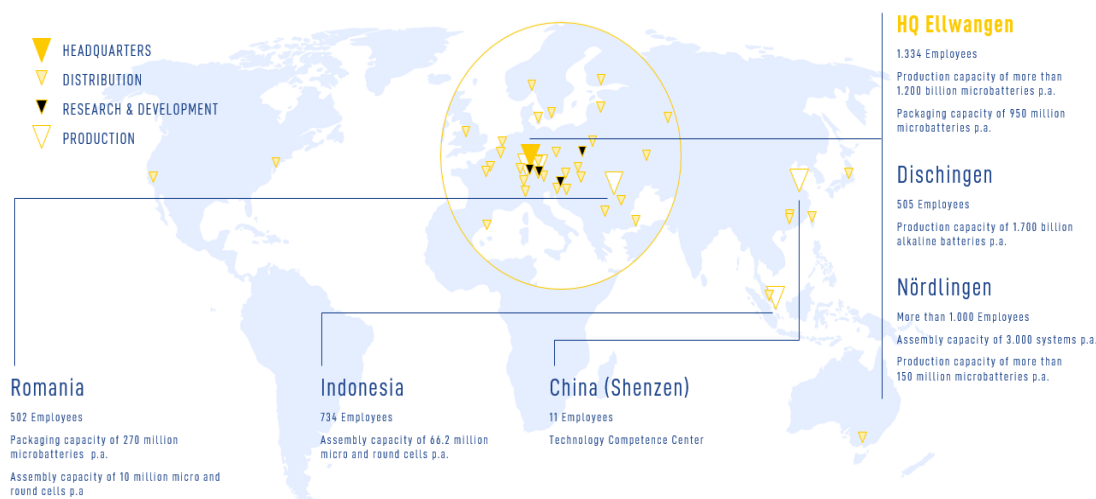 HEADQUARTERS
DISTRIBUTION
RESEARCH & DEVELOPMENT
PRODUCTION
HQ Ellwangen
1.334 Employees
Production capacity of more than
1.200 billion microbatteries p.a.
Packaging capacity of 950 million
microbatteries p.a.
Dischingen
505 Employees
Production capacity of 1.700 billion
alkaline batteries p.a.
Nördlingen
More than 1.000 Employees
Assembly capacity of 3.000 systems p.a.
Production capacity of more than
150 million microbatteries p.a.
Romania
502 Employees
Packaging capacity of 270 million
microbatteries p.a.
Assembly capacity of 10 million micro and
round cells p.a
Indonesia
734 Employees
Assembly capacity of 66.2 million
micro and round cells p.a.
China (Shenzen)
11 Employees
Technology Competence Center